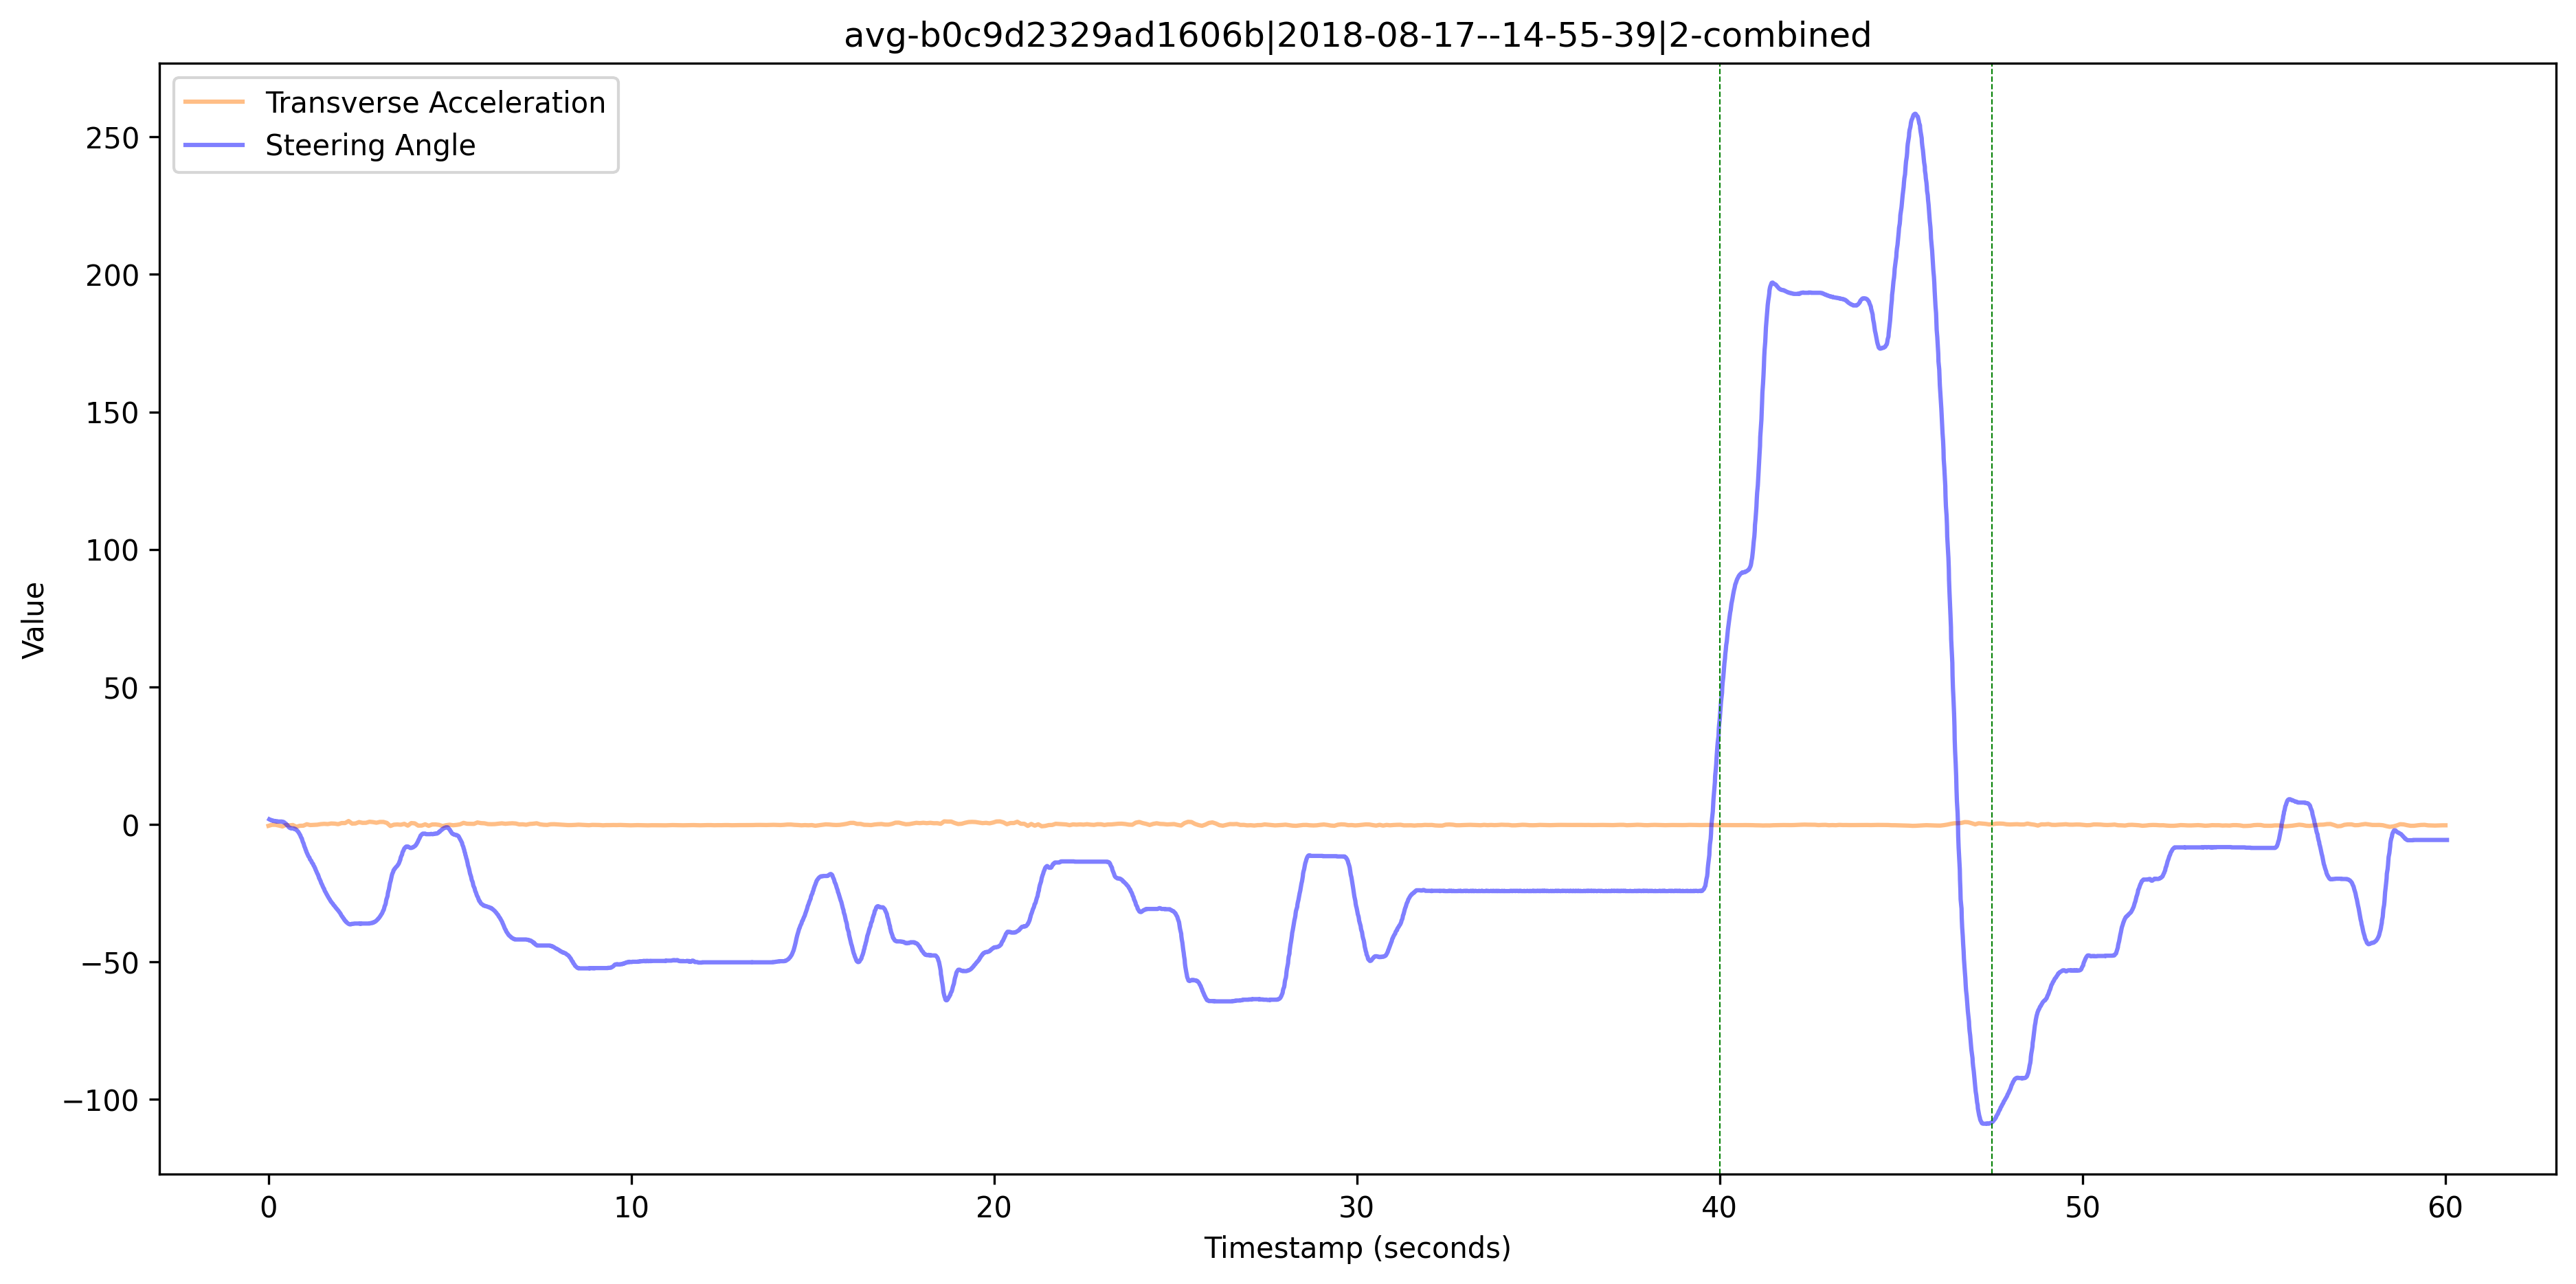 avg-b0c9d2329ad1606b|2018-08-17--14-55-39|2-combined
Transverse Acceleration
Steering Angle
250
200
150
100
50
0
−50
−100
Value
0 10 20 30 40 50 60
Timestamp (seconds)